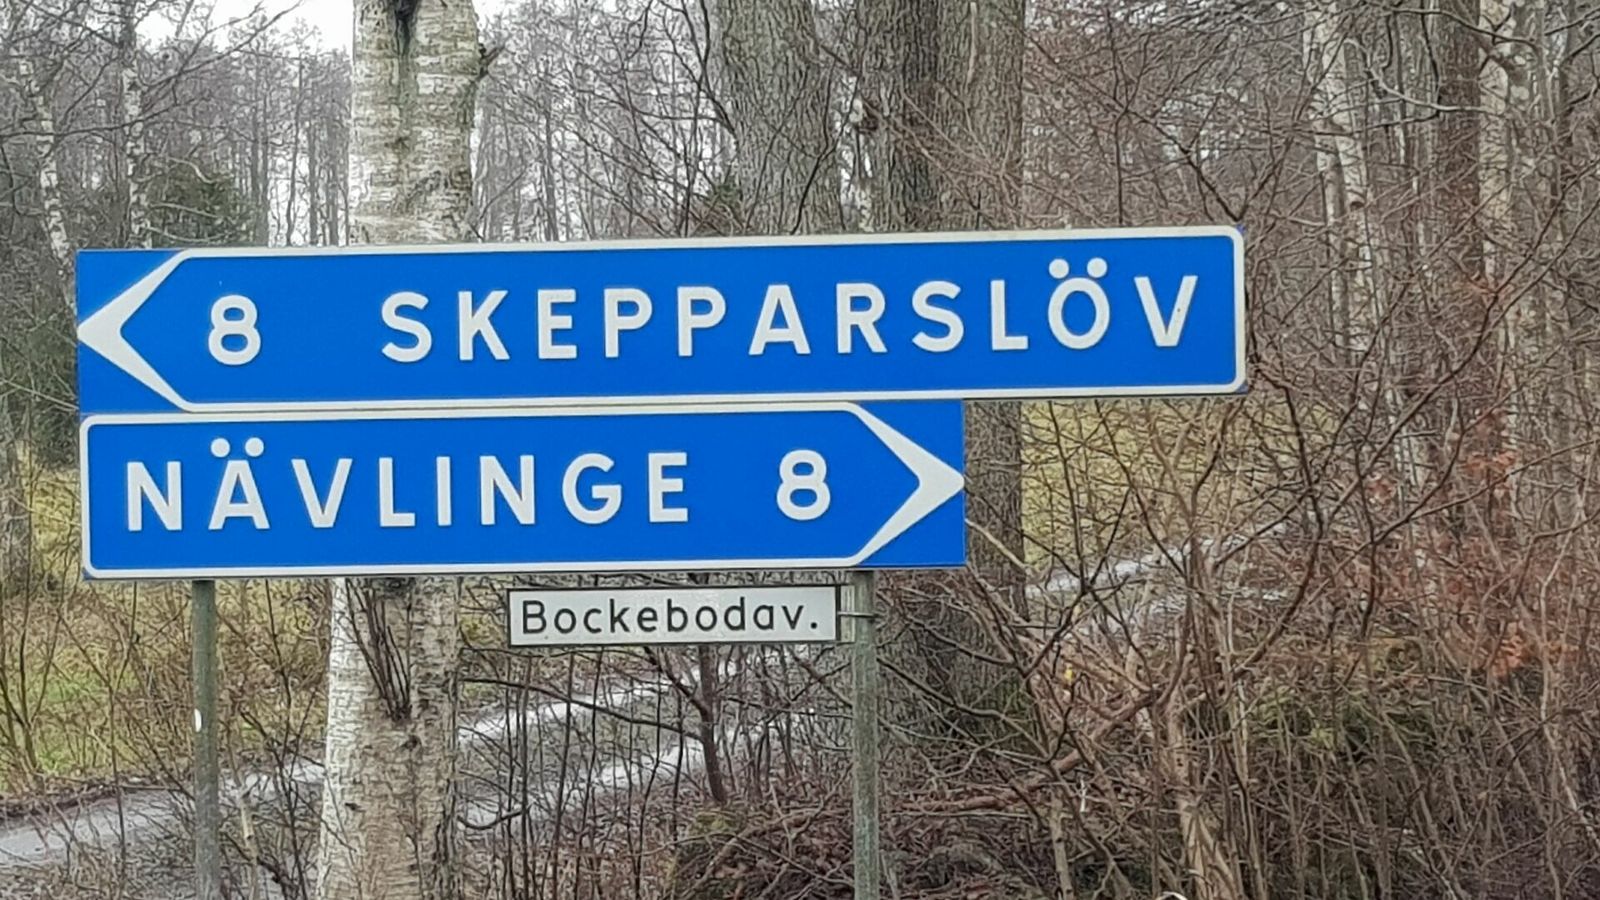 8 SKEPPARSLÖV
NÄVLINGE 8
Bockebodav.